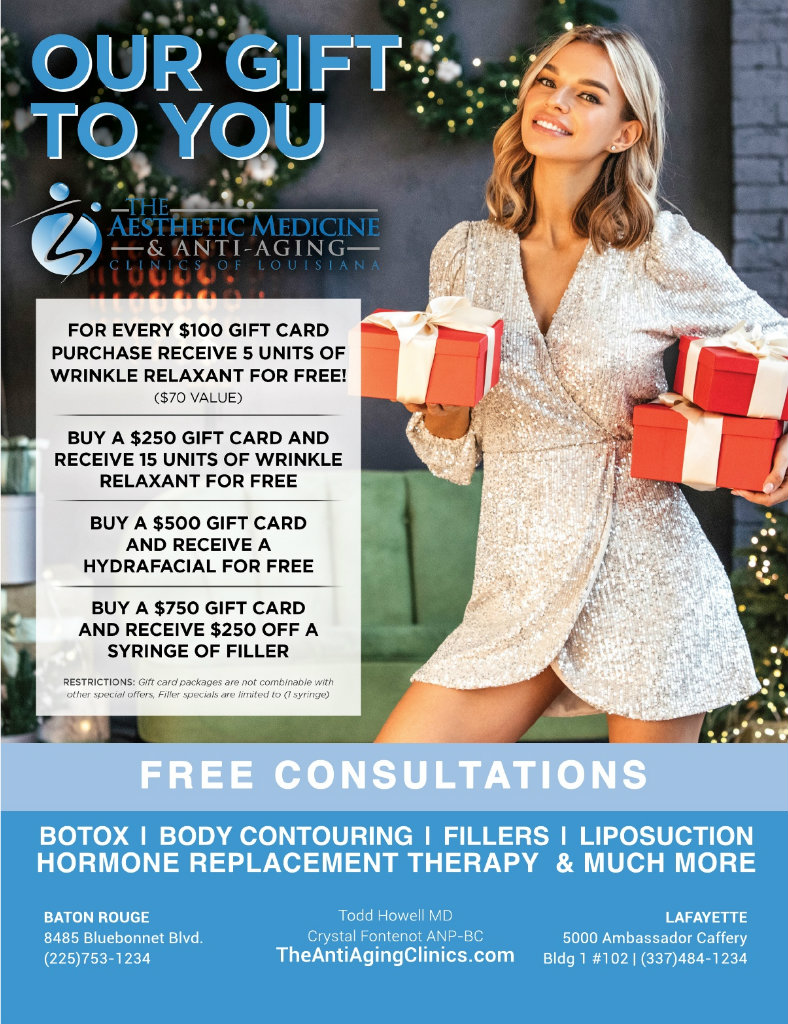 OUR GIFT
TO YOU
THE
AESTHETIC MEDICINE
& ANTI-AGING
CLINICS OF LOUISIANA
FOR EVERY $100 GIFT CARD
PURCHASE RECEIVE 5 UNITS OF
WRINKLE RELAXANT FOR FREE!
($70 VALUE)
BUY A $250 GIFT CARD AND
RECEIVE 15 UNITS OF WRINKLE
RELAXANT FOR FREE
BUY A $500 GIFT CARD
AND RECEIVE A
HYDRAFACIAL FOR FREE
BUY A $750 GIFT CARD
AND RECEIVE $250 OFF A
SYRINGE OF FILLER
RESTRICTIONS: Gift card packages are not combinable with
other special offers, Filler specials are limited to (1 syringe)
FREE CONSULTATIONS
BOTOX | BODY CONTOURING | FILLERS | LIPOSUCTION
HORMONE REPLACEMENT THERAPY & MUCH MORE
BATON ROUGE
8485 Bluebonnet Blvd.
(225)753-1234
Todd Howell MD
Crystal Fontenot ANP-BC
TheAntiAgingClinics.com
LAFAYETTE
5000 Ambassador Caffery
Bldg 1 #102 | (337)484-1234